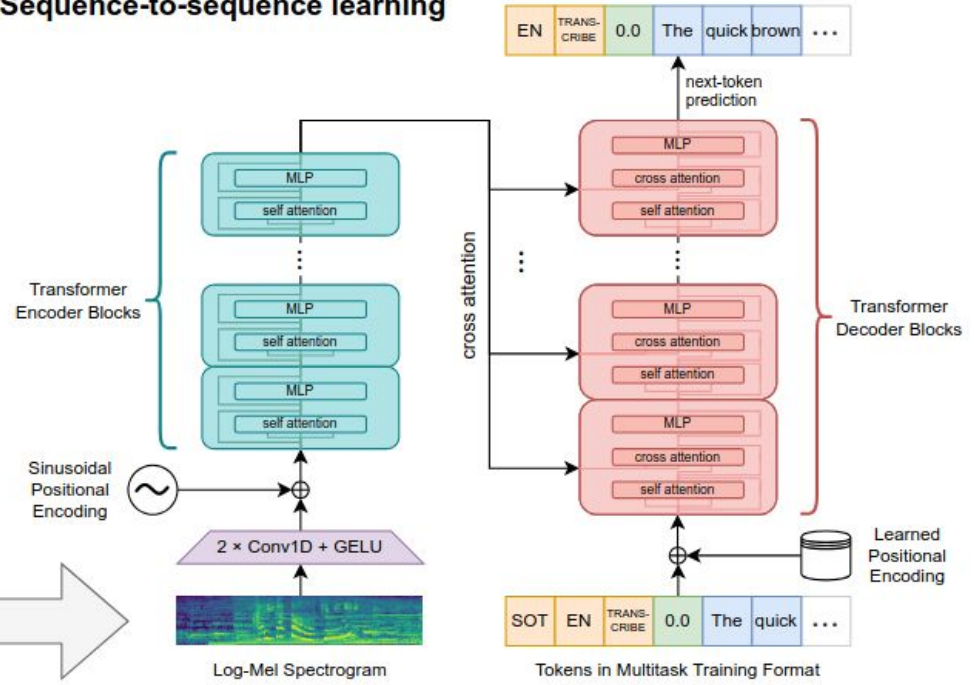 Sequence-to-sequence learning
EN TRANS-CRIBE 0.0 The quick brown ...
next-token
prediction
MLP
self attention
MLP
cross attention
self attention
Transformer
Encoder Blocks
MLP
self attention
MLP
self attention
cross attention
MLP
cross attention
self attention
MLP
cross attention
self attention
Transformer
Decoder Blocks
Sinusoidal
Positional
Encoding
2 × Conv1D + GELU
Learned
Positional
Encoding
SOT EN TRANS-CRIBE 0.0 The quick ...
Log-Mel Spectrogram
Tokens in Multitask Training Format